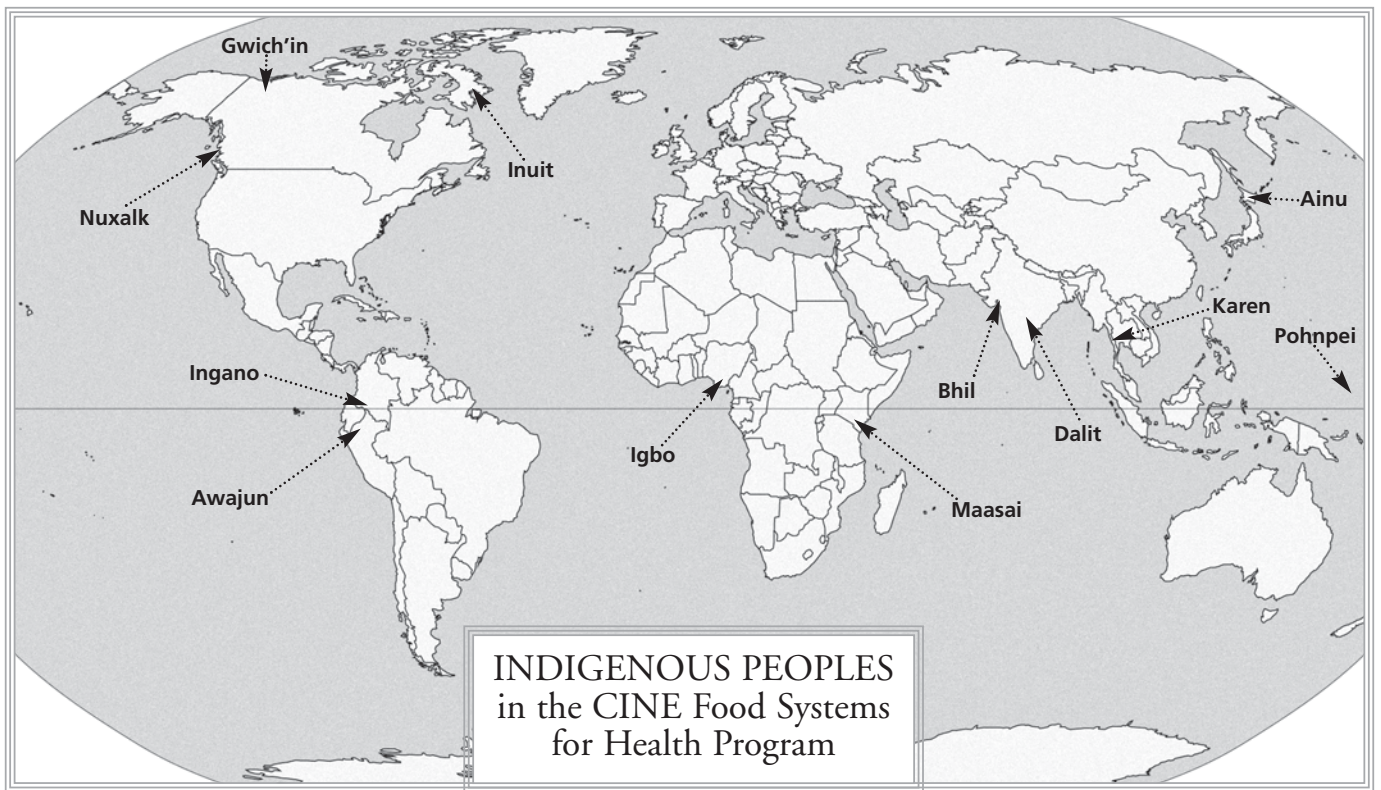 Gwich’in
Inuit
Nuxalk
Ainu
Karen
Pohnpei
Ingano
Bhil
Dalit
Igbo
Awajun
Maasai
INDIGENOUS PEOPLES
in the CINE Food Systems
for Health Program